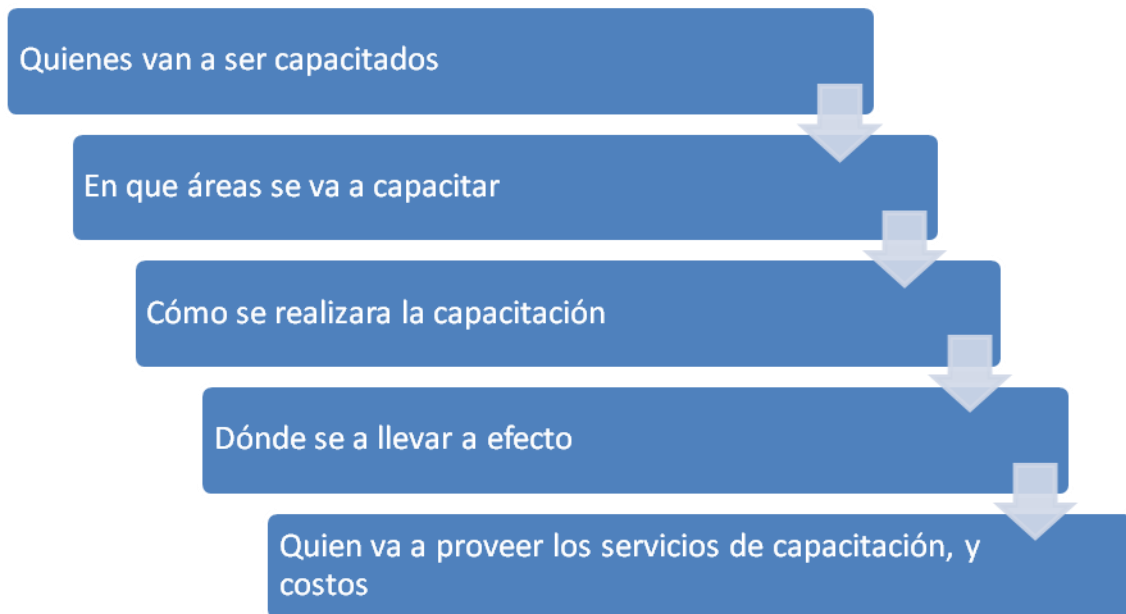 Quienes van a ser capacitados
En que áreas se va a capacitar
Cómo se realizara la capacitación
Dónde se a llevar a efecto
Quien va a proveer los servicios de capacitación, y
costos